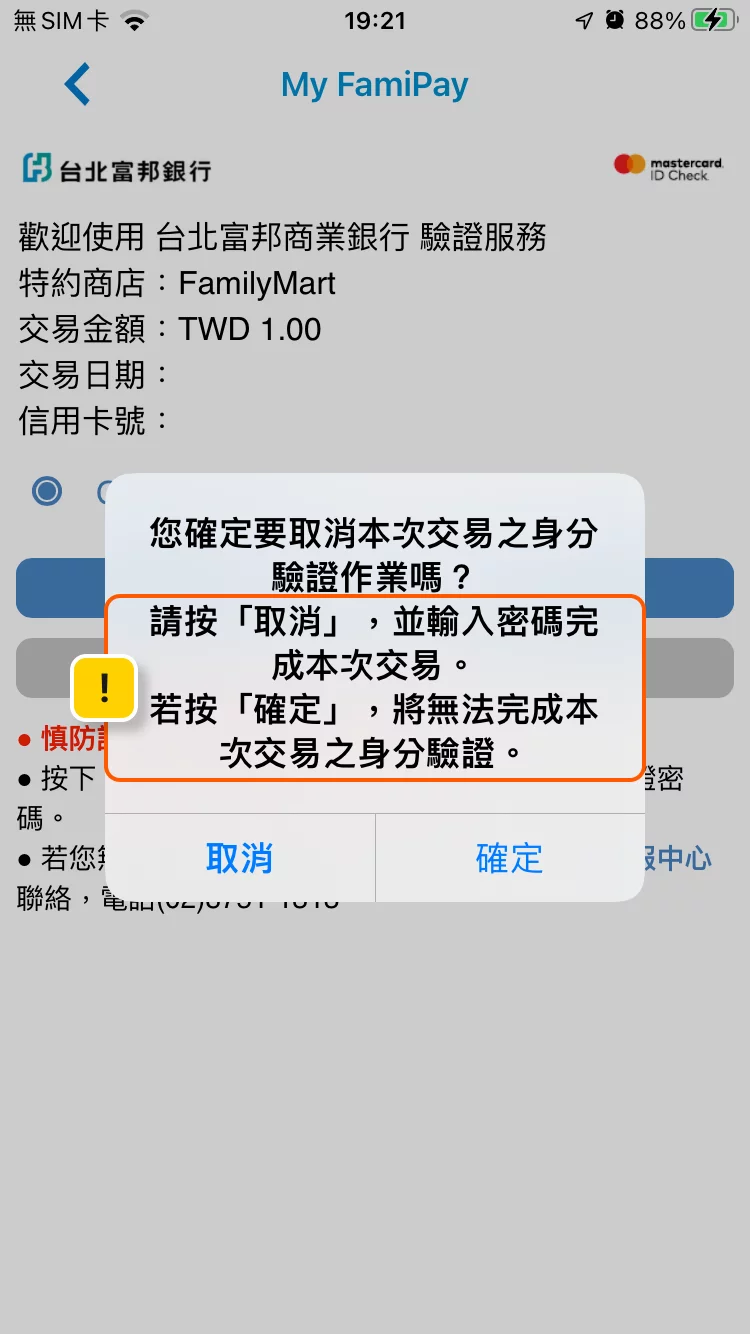 無SIM卡 19:21 88%
My FamiPay
台北富邦銀行 mastercard.
ID Check
歡迎使用 台北富邦商業銀行 驗證服務
特約商店：FamilyMart
交易金額：TWD 1.00
交易日期：
信用卡號：
您確定要取消本次交易之身分
驗證作業嗎？
請按「取消」，並輸入密碼完
成本次交易。
!
若按「確定」，將無法完成本
次交易之身分驗證。
● 慎防
● 按下 證密
碼。
取消 確定
● 若您 服中心
聯絡，電話(02)8751-1313